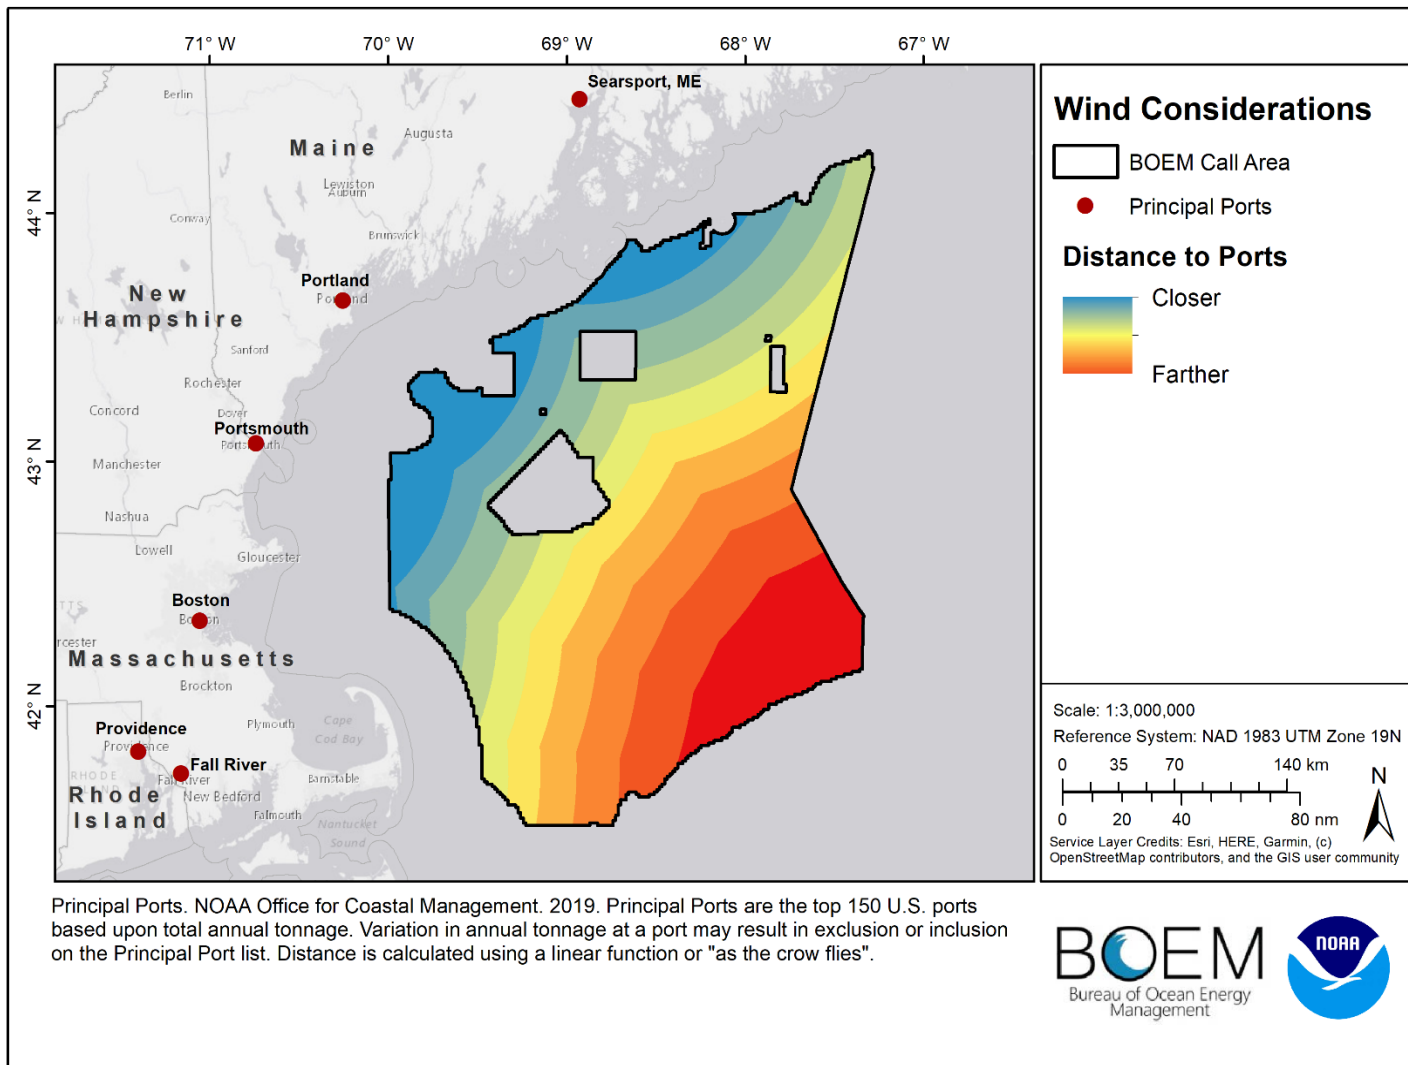 71° W
70° W
69° W
68° W
67° W
44° N
43° N
42° N
Searsport, ME
Berlin
Augusta
Maine
Lewiston
Auburn
Conway
Brunswick
Portland
Portland
New
Hampshire
Sanford
Rochester
Concord
Dover
Portsmouth
Portsmouth
Manchester
Nashua
Lowell
Gloucester
Boston
Boston
Massachusetts
Brockton
Plymouth
Cape
Cod Bay
Providence
Providence
Fall River
Fall River
Barnstable
New Bedford
Rhode
Island
Falmouth
Nantucket
Sound
Wind Considerations
BOEM Call Area
Principal Ports
Distance to Ports
Closer
Farther
Scale: 1:3,000,000
Reference System: NAD 1983 UTM Zone 19N
0 35 70 140 km
0 20 40 80 nm
N
Service Layer Credits: Esri, HERE, Garmin, (c)
OpenStreetMap contributors, and the GIS user community
Principal Ports. NOAA Office for Coastal Management. 2019. Principal Ports are the top 150 U.S. ports
based upon total annual tonnage. Variation in annual tonnage at a port may result in exclusion or inclusion
on the Principal Port list. Distance is calculated using a linear function or "as the crow flies".
BOEM
Bureau of Ocean Energy
Management
NOAA